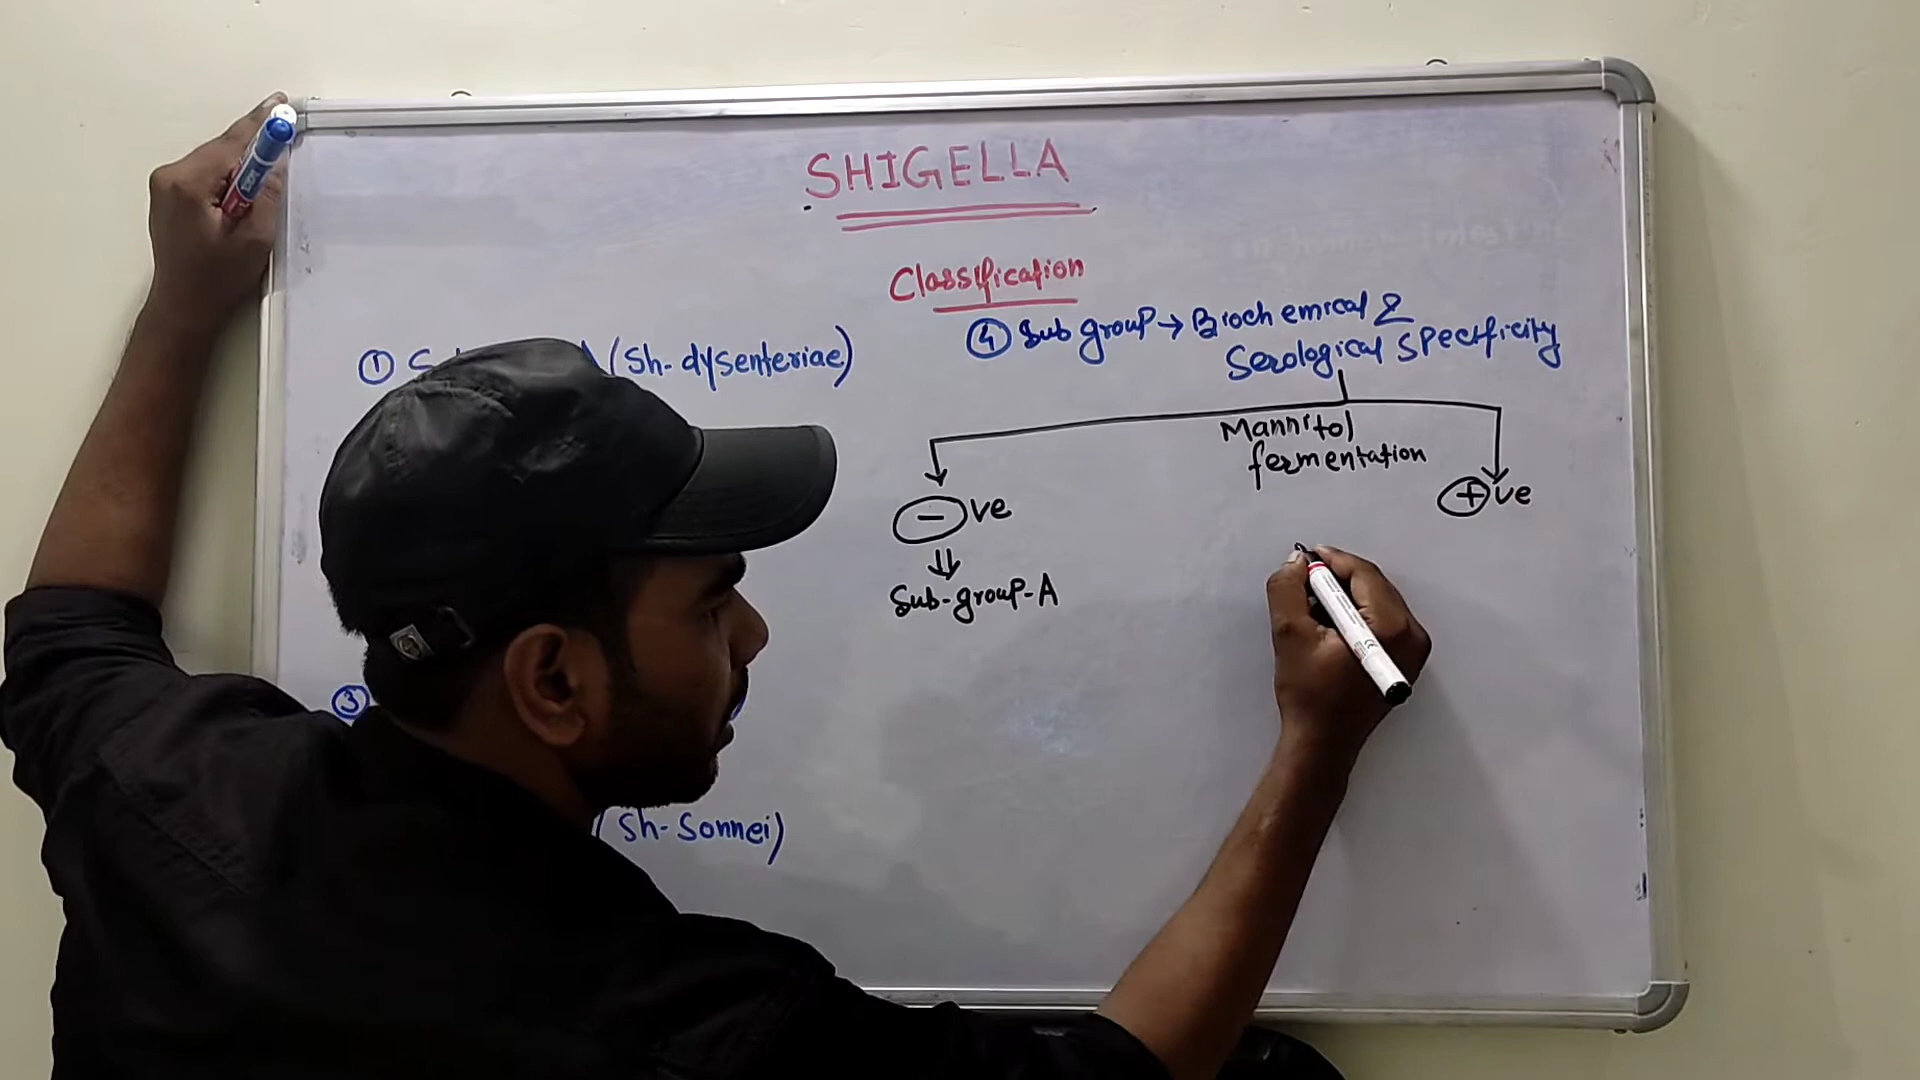 SHIGELLA
Classification
① (Sh-dysenteriae)
③
(Sh-Sonnei)
④ Sub group → Biochemical &
Serological Specificity
Mannitol
fermentation
- ve
+ ve
Sub-group-A